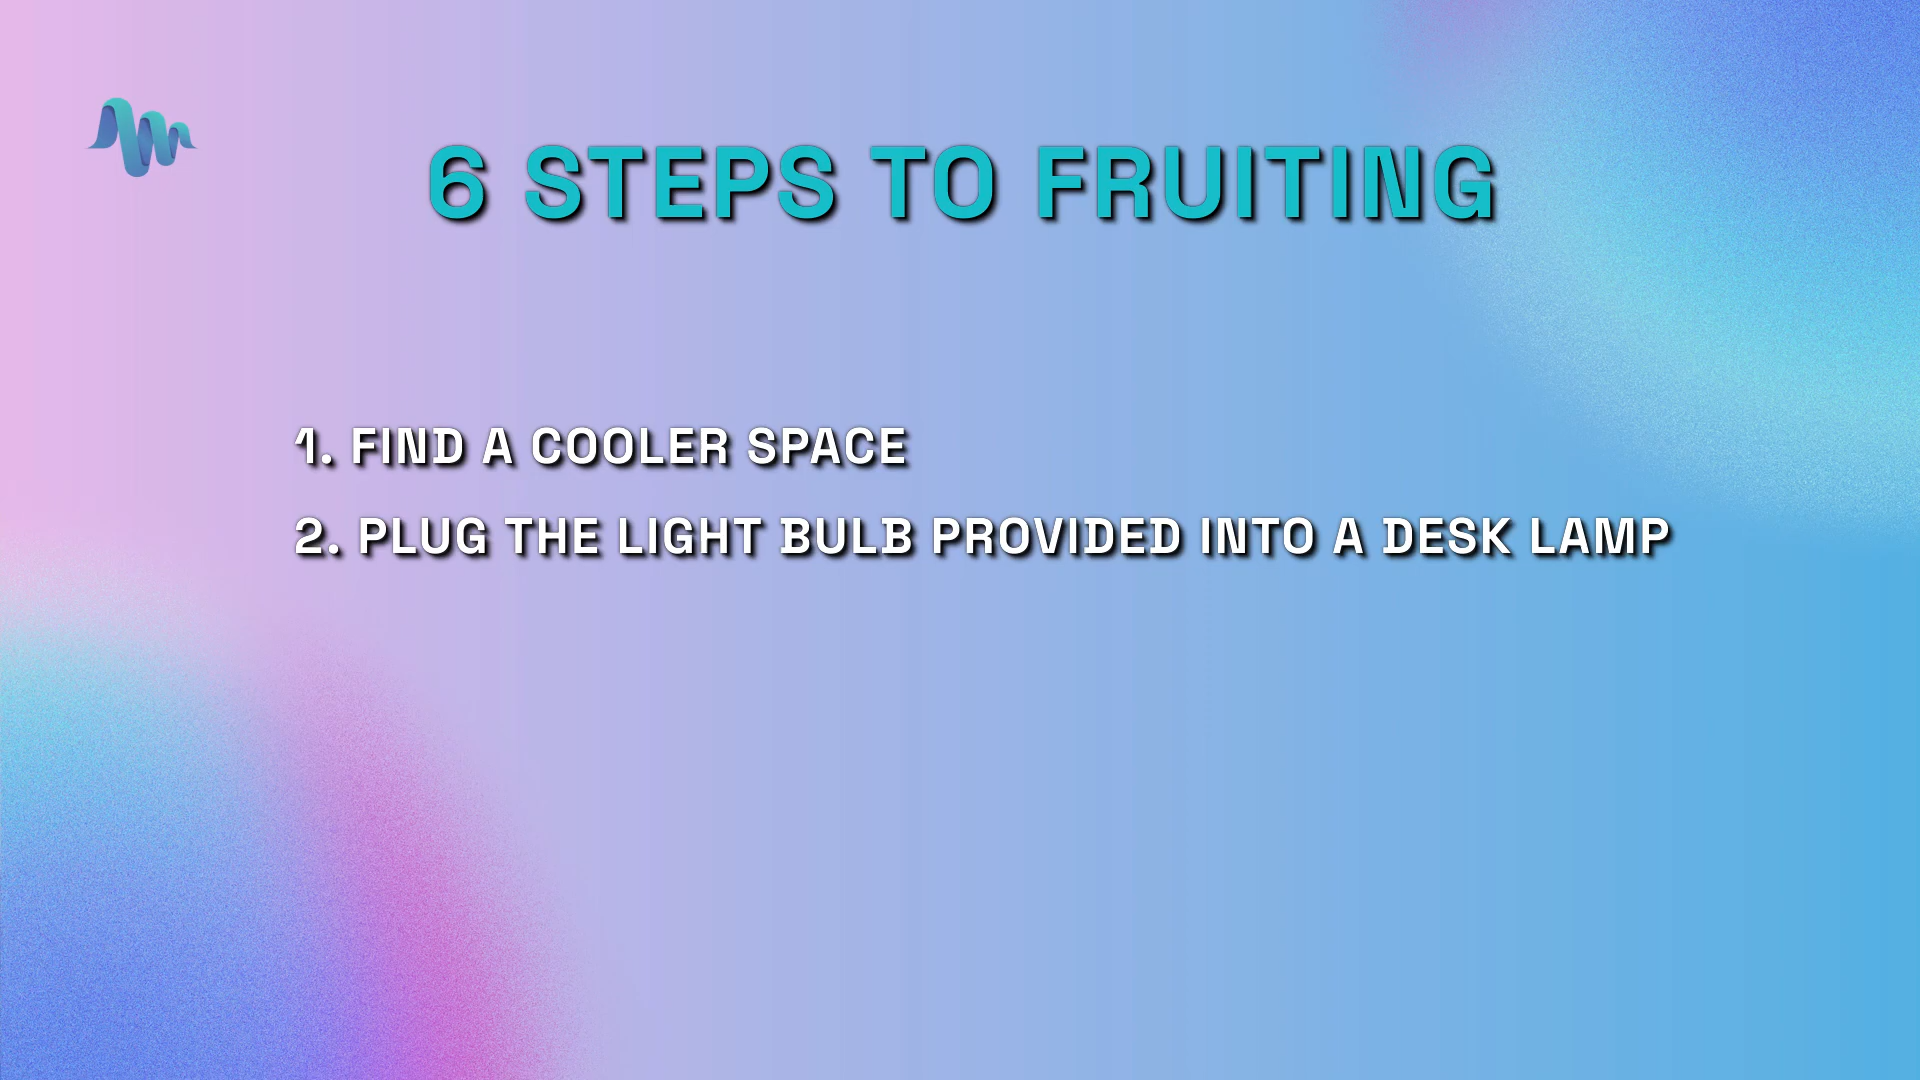 6 STEPS TO FRUITING
1. FIND A COOLER SPACE
2. PLUG THE LIGHT BULB PROVIDED INTO A DESK LAMP